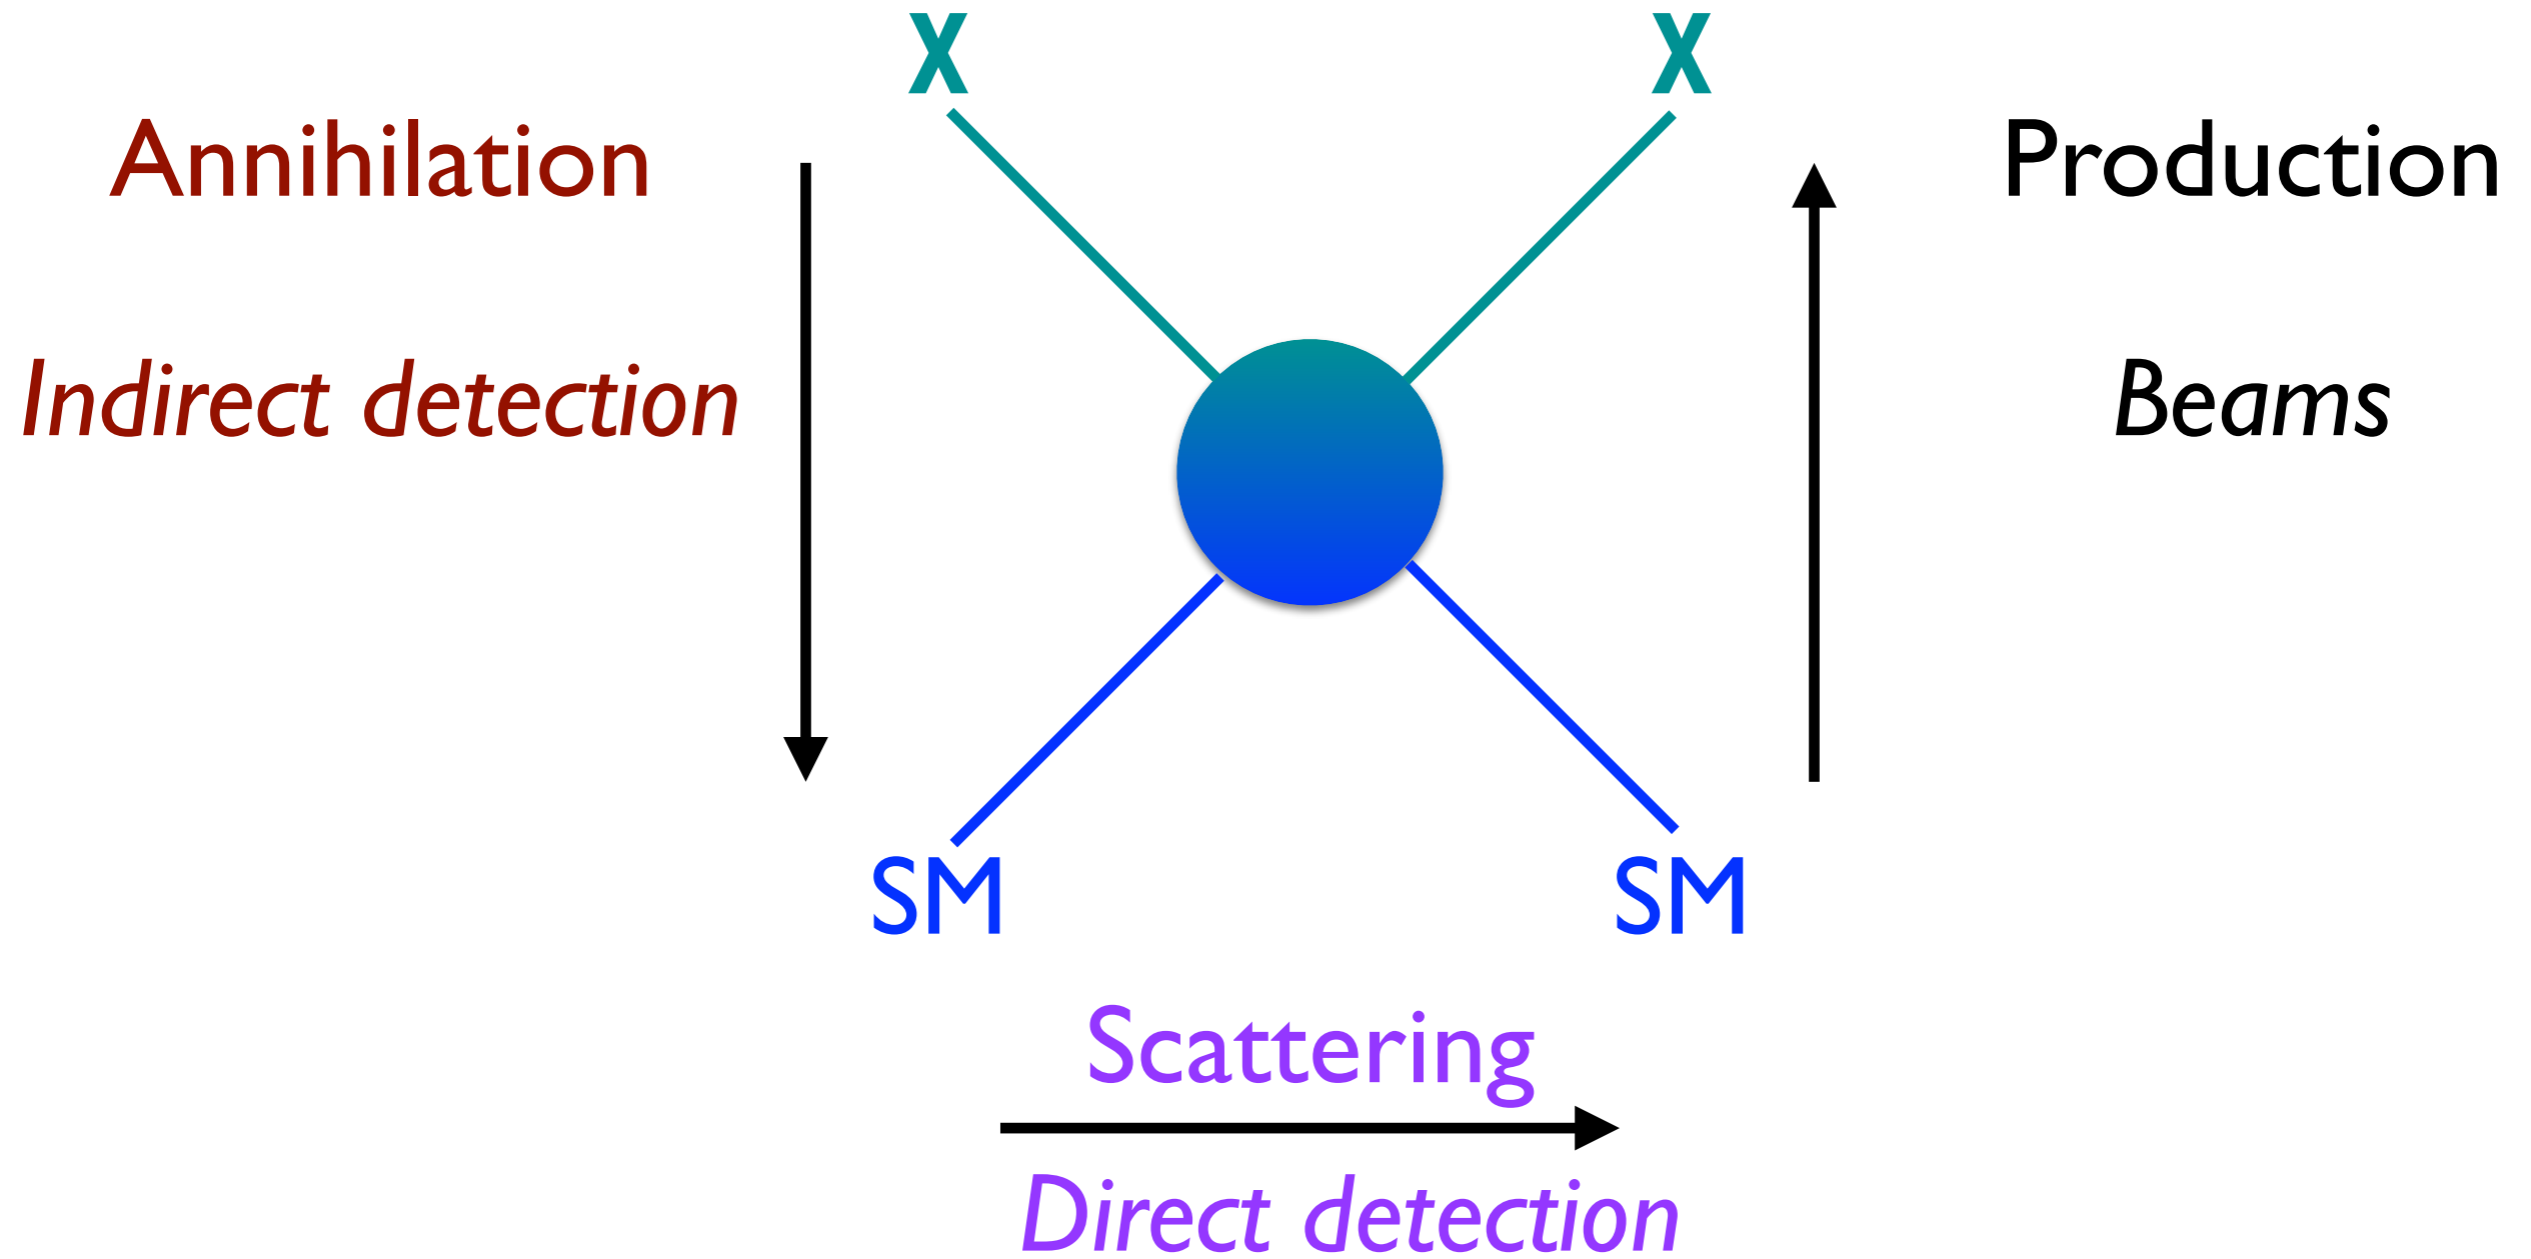 X X
Annihilation
Production
Indirect detection
Beams
SM SM
Scattering
Direct detection